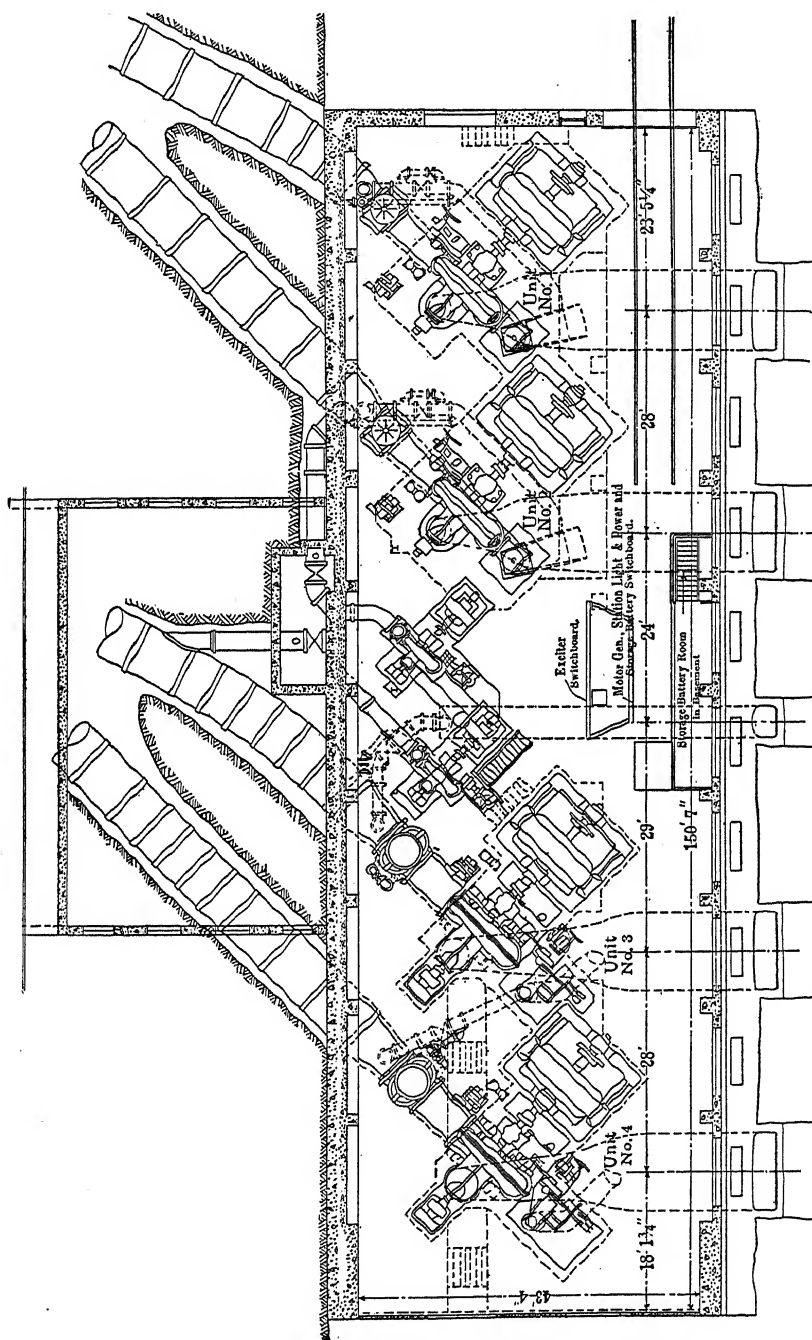 23' 5¼"
Unit
No. 1
28'
Unit
No. 2
24'
Exciter
Switchboard.
Motor Gen., Station Light & Power and
Storage Battery Switchboard.
Storage Battery Room
in Basement
29'
150' 7"
Unit
No. 3
28'
Unit
No. 4
18' 1¾"
43' 4"